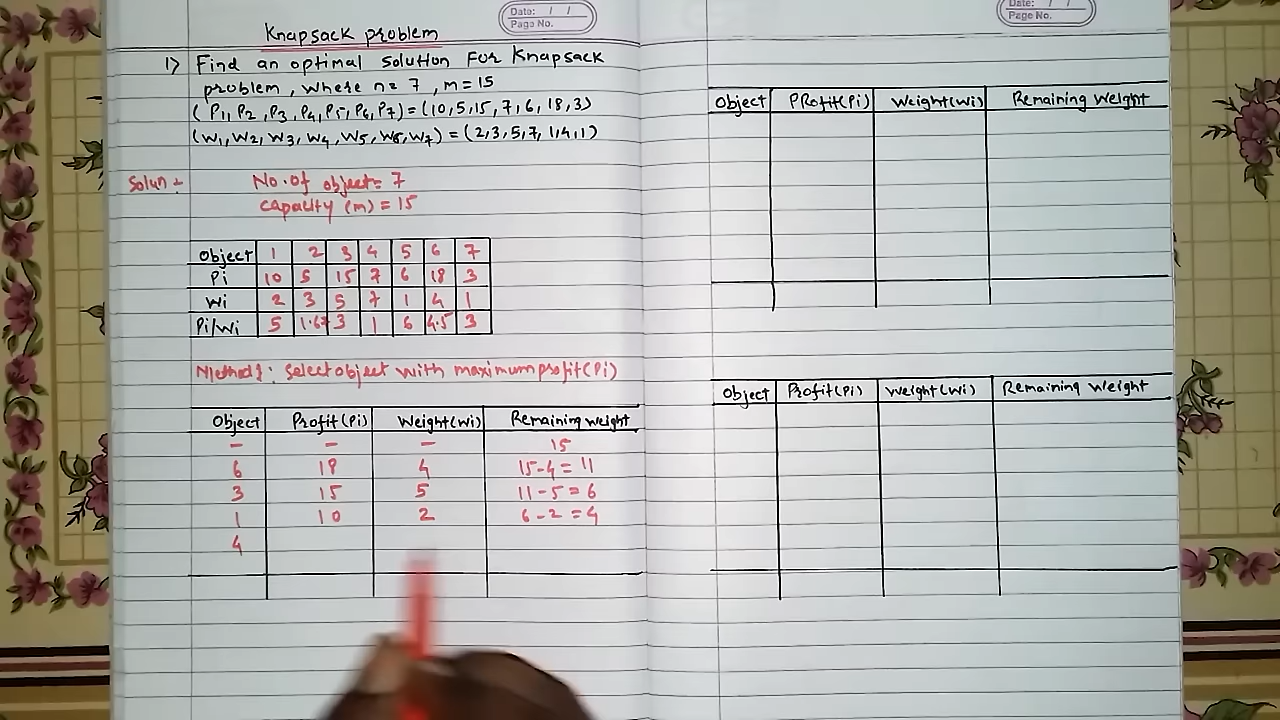 Date: / /
Page No.
Knapsack problem
1) Find an optimal solution For Knapsack
problem, where n= 7, m=15
(P1, P2, P3, P4, P5, P6, P7) = (10,5,15,7,6,18,3)
(W1, W2, W3, W4, W5, W6, W7) = (2,3,5,7,1,4,1)
Solun:-
No. of object= 7
capacity (m) = 15
Object 1 2 3 4 5 6 7
Pi 10 5 15 7 6 18 3
Wi 2 3 5 7 1 4 1
Pi/Wi 5 1.67 3 1 6 4.5 3
Method 1: Select object with maximum profit (Pi)
Object Profit(Pi) Weight(Wi) Remaining weight
- - - 15
6 18 4 15-4 = 11
3 15 5 11-5 = 6
1 10 2 6-2 = 4
4
Date: / /
Page No.
Object PRofit(Pi) Weight(Wi) Remaining Weight
Object Profit(Pi) Weight(Wi) Remaining Weight